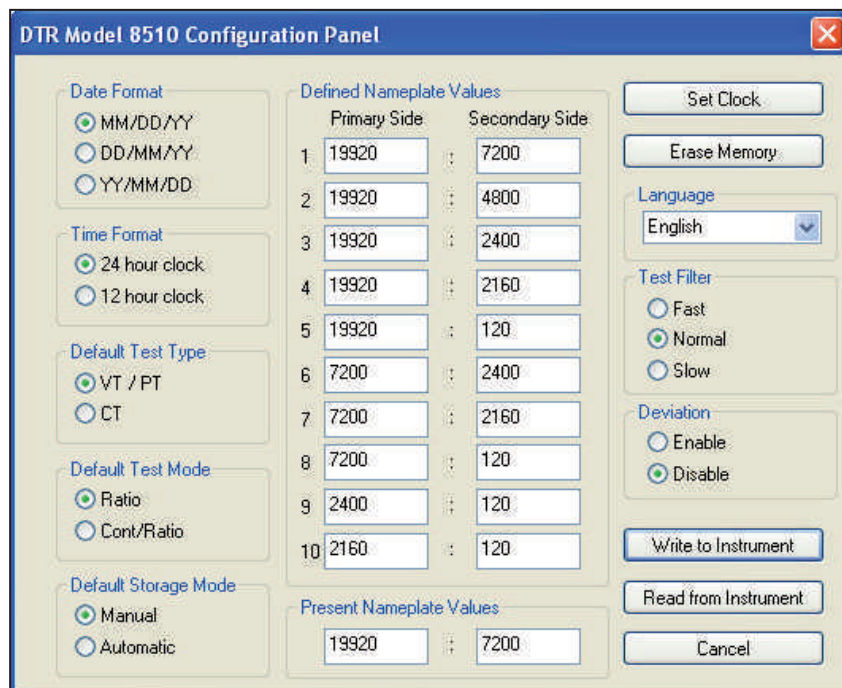 DTR Model 8510 Configuration Panel
Date Format
MM/DD/YY
DD/MM/YY
YY/MM/DD
Time Format
24 hour clock
12 hour clock
Default Test Type
VT / PT
CT
Default Test Mode
Ratio
Cont/Ratio
Default Storage Mode
Manual
Automatic
Defined Nameplate Values
Primary Side Secondary Side
1 19920 : 7200
2 19920 : 4800
3 19920 : 2400
4 19920 : 2160
5 19920 : 120
6 7200 : 2400
7 7200 : 2160
8 7200 : 120
9 2400 : 120
10 2160 : 120
Present Nameplate Values
19920 : 7200
Set Clock
Erase Memory
Language
English
Test Filter
Fast
Normal
Slow
Deviation
Enable
Disable
Write to Instrument
Read from Instrument
Cancel